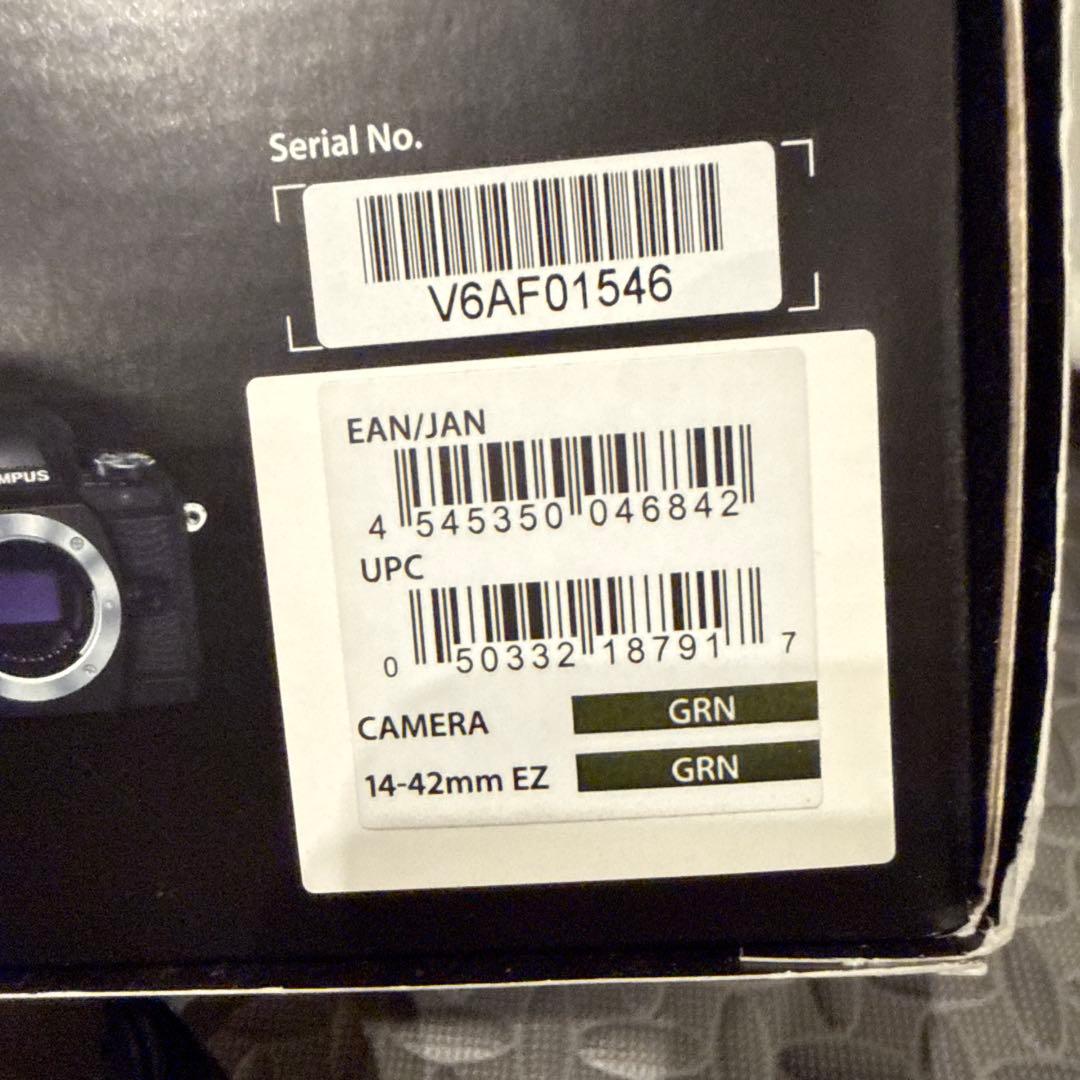 Serial No.
V6AF01546
EAN/JAN
4 545350 046842
UPC
0 50332 18791 7
CAMERA GRN
14-42mm EZ GRN
MPUS